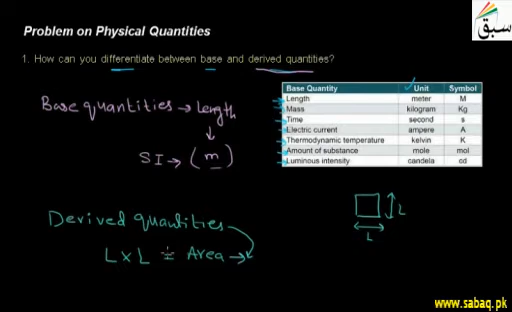 سبق
Problem on Physical Quantities
1. How can you differentiate between base and derived quantities?
Base quantities → Length
SI → (m)
Base Quantity Unit Symbol
Length meter M
Mass kilogram Kg
Time second s
Electric current ampere A
Thermodynamic temperature kelvin K
Amount of substance mole mol
Luminous intensity candela cd
Derived quantities
L
L
L × L = Area →
www.sabaq.pk